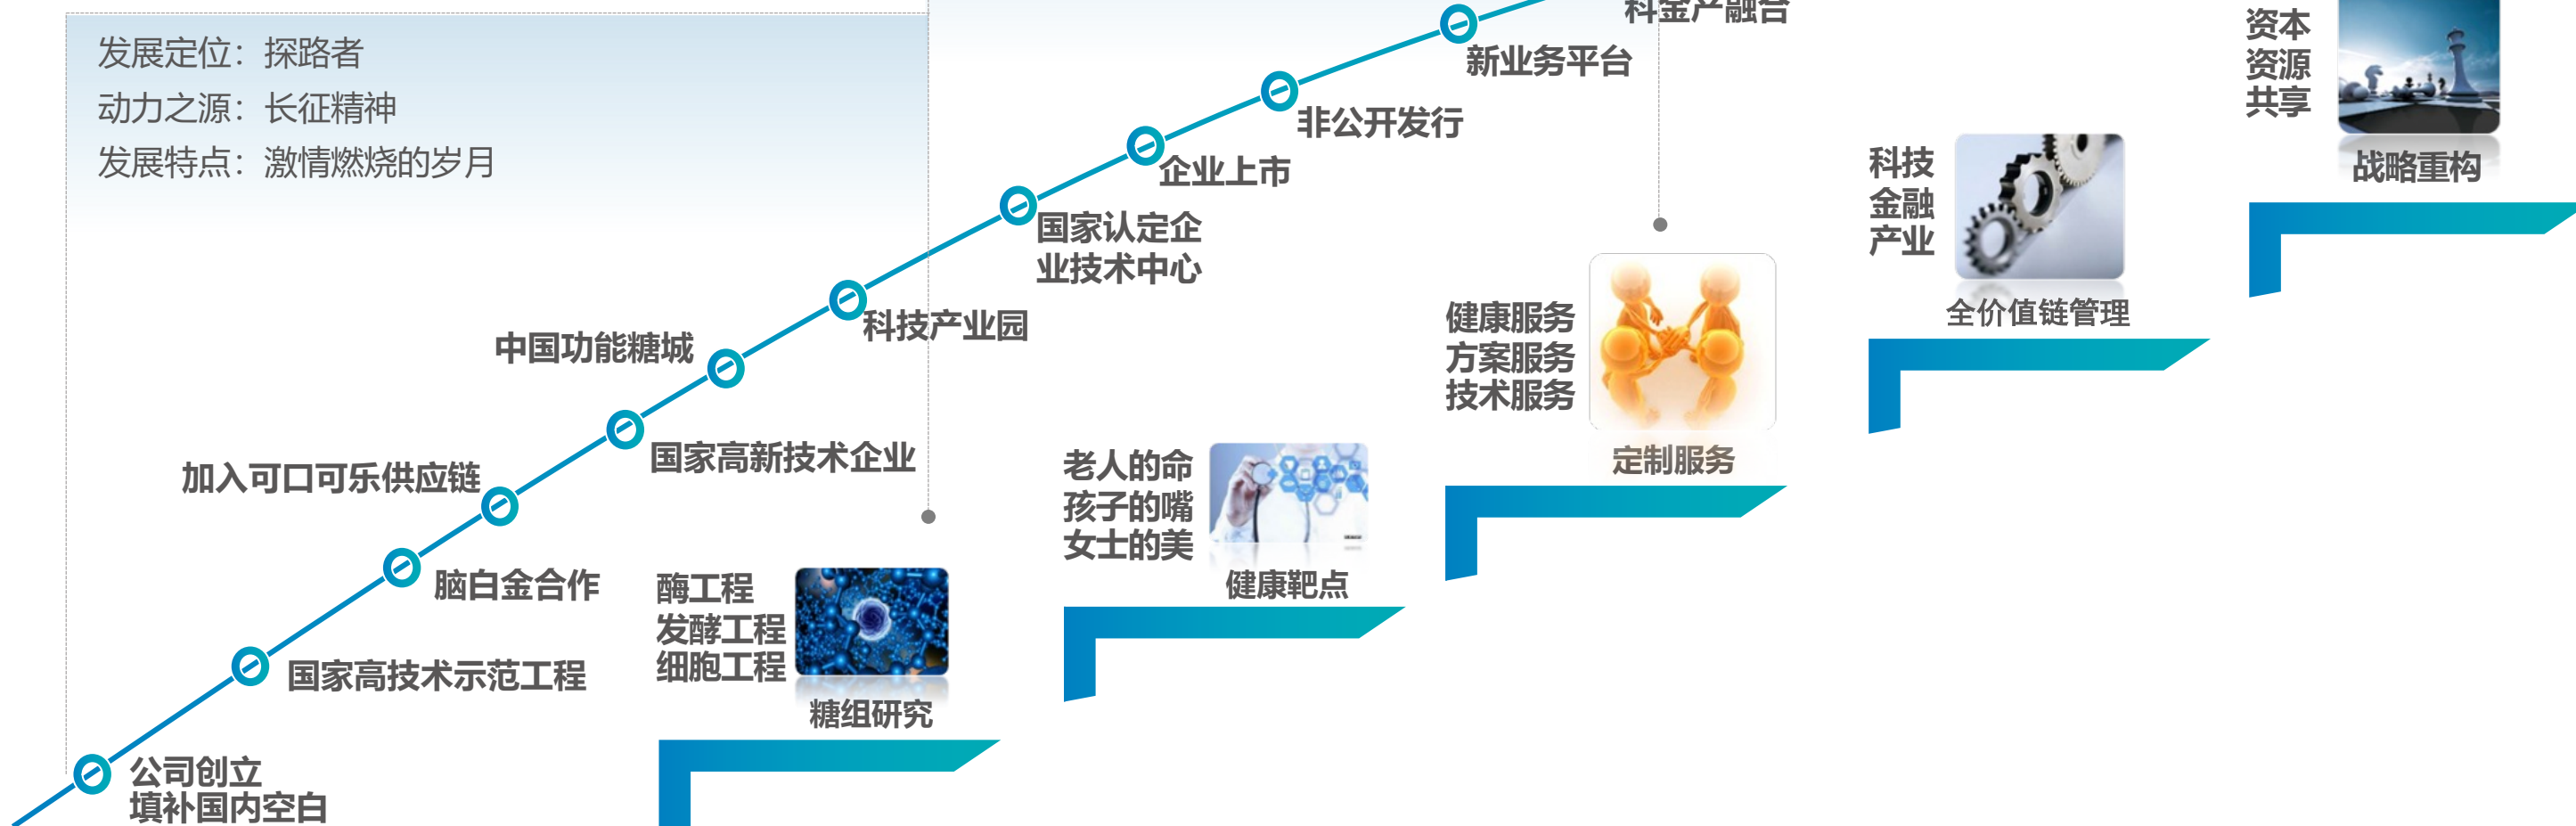 发展定位：探路者
动力之源：长征精神
发展特点：激情燃烧的岁月
科金产融合
新业务平台
非公开发行
企业上市
国家认定企
业技术中心
科技产业园
中国功能糖城
国家高新技术企业
加入可口可乐供应链
脑白金合作
国家高技术示范工程
公司创立
填补国内空白
酶工程
发酵工程
细胞工程
糖组研究
老人的命
孩子的嘴
女士的美
健康靶点
健康服务
方案服务
技术服务
定制服务
科技
金融
产业
全价值链管理
资本
资源
共享
战略重构